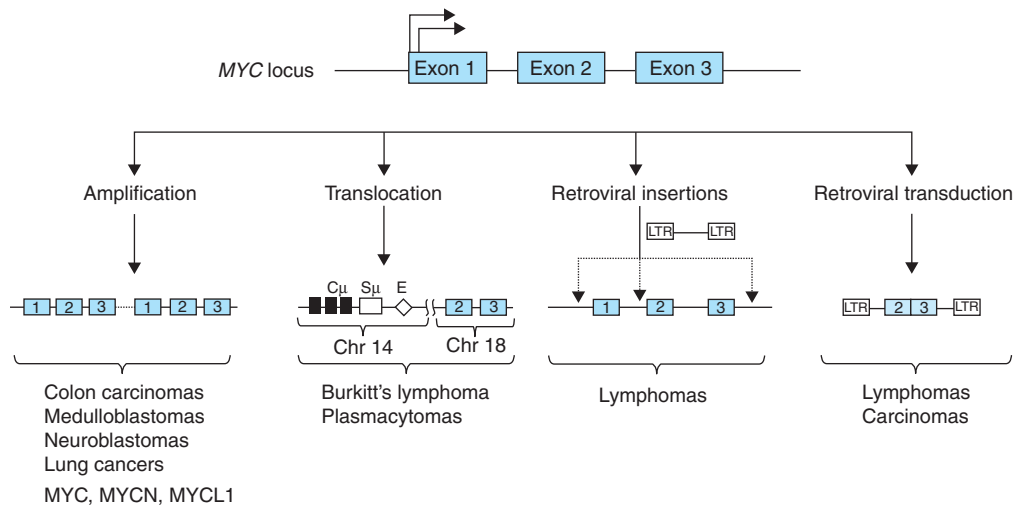 MYC locus
Exon 1 Exon 2 Exon 3
Amplification
Translocation
Retroviral insertions
Retroviral transduction
LTR LTR
Cμ Sμ E
1 2 3 1 2 3
2 3
1 2 3
LTR 2 3 LTR
Chr 14 Chr 18
Colon carcinomas
Medulloblastomas
Neuroblastomas
Lung cancers
MYC, MYCN, MYCL1
Burkitt's lymphoma
Plasmacytomas
Lymphomas
Lymphomas
Carcinomas